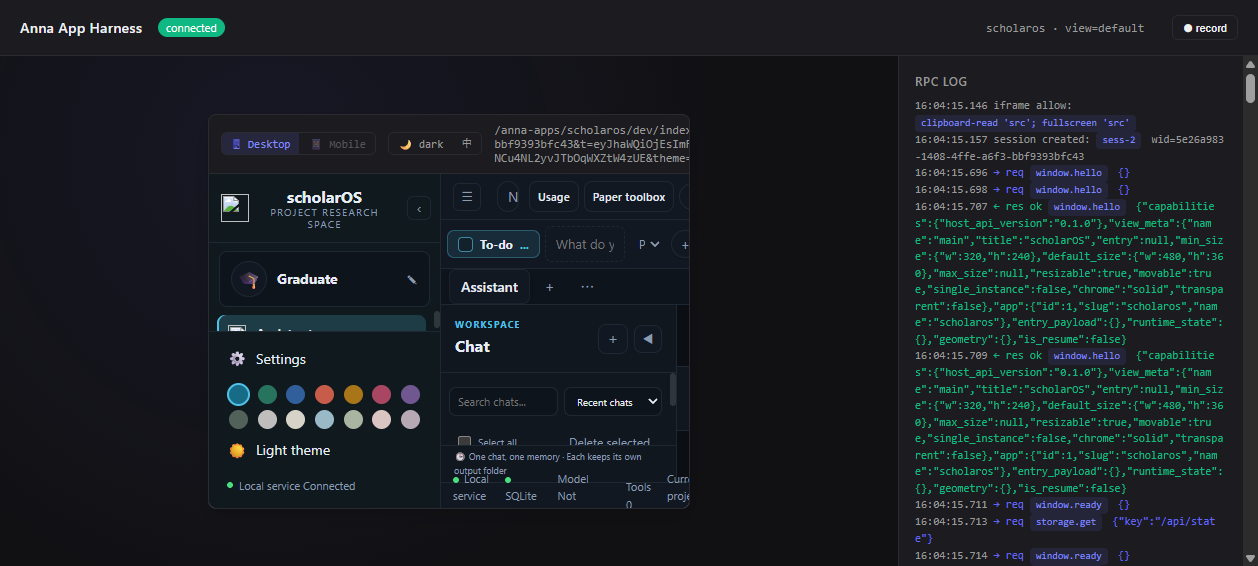 Anna App Harness
connected
scholaros · view=default
record
Desktop
Mobile
dark
中
/anna-apps/scholaros/dev/index
bbf9393bfc43&t=eyJhaWQiOjEsImF
NCu4NL2yvJTbOqWXZtW4zUE&theme=
scholarOS
PROJECT RESEARCH
SPACE
‹
Graduate
Settings
Light theme
Local service Connected
☰
N
Usage
Paper toolbox
To-do ...
What do y
P
+
Assistant
+
...
WORKSPACE
Chat
+
◀
Search chats...
Recent chats
Select all
Delete selected
One chat, one memory · Each keeps its own
output folder
Local
service
SQLite
Model
Not
Tools
0
Curre
proje
RPC LOG
16:04:15.146 iframe allow:
clipboard-read 'src'; fullscreen 'src'
16:04:15.157 session created: sess-2 wid=5e26a983
-1408-4ffe-a6f3-bbf9393bfc43
16:04:15.696 → req window.hello {}
16:04:15.698 → req window.hello {}
16:04:15.707 ← res ok window.hello {"capabilitie
s":{"host_api_version":"0.1.0"},"view_meta":{"nam
e":"main","title":"scholarOS","entry":null,"min_siz
e":{"w":320,"h":240},"default_size":{"w":480,"h":36
0},"max_size":null,"resizable":true,"movable":tru
e,"single_instance":false,"chrome":"solid","transpa
rent":false},"app":{"id":1,"slug":"scholaros","nam
e":"scholaros"},"entry_payload":{},"runtime_state":
{},"geometry":{},"is_resume":false}
16:04:15.709 ← res ok window.hello {"capabilitie
s":{"host_api_version":"0.1.0"},"view_meta":{"nam
e":"main","title":"scholarOS","entry":null,"min_siz
e":{"w":320,"h":240},"default_size":{"w":480,"h":36
0},"max_size":null,"resizable":true,"movable":tru
e,"single_instance":false,"chrome":"solid","transpa
rent":false},"app":{"id":1,"slug":"scholaros","nam
e":"scholaros"},"entry_payload":{},"runtime_state":
{},"geometry":{},"is_resume":false}
16:04:15.711 → req window.ready {}
16:04:15.713 → req storage.get {"key":"/api/stat
e"}
16:04:15.714 → req window.ready {}